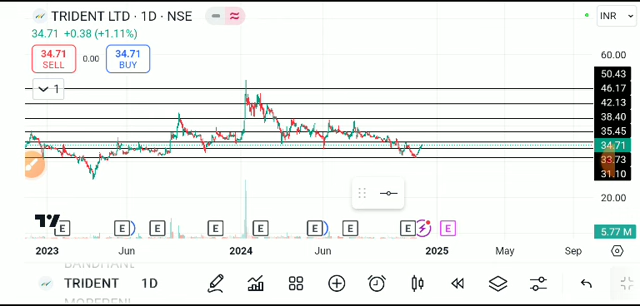 TRIDENT LTD · 1D · NSE
INR
34.71 +0.38 (+1.11%)
34.71 SELL 0.00 34.71 BUY
1
60.00
50.43
46.17
42.13
38.40
35.45
34.71
33.73
31.10
20.00
5.77 M
E E E E E E E E E
2023 Jun 2024 Jun 2025 May Sep
TRIDENT 1D